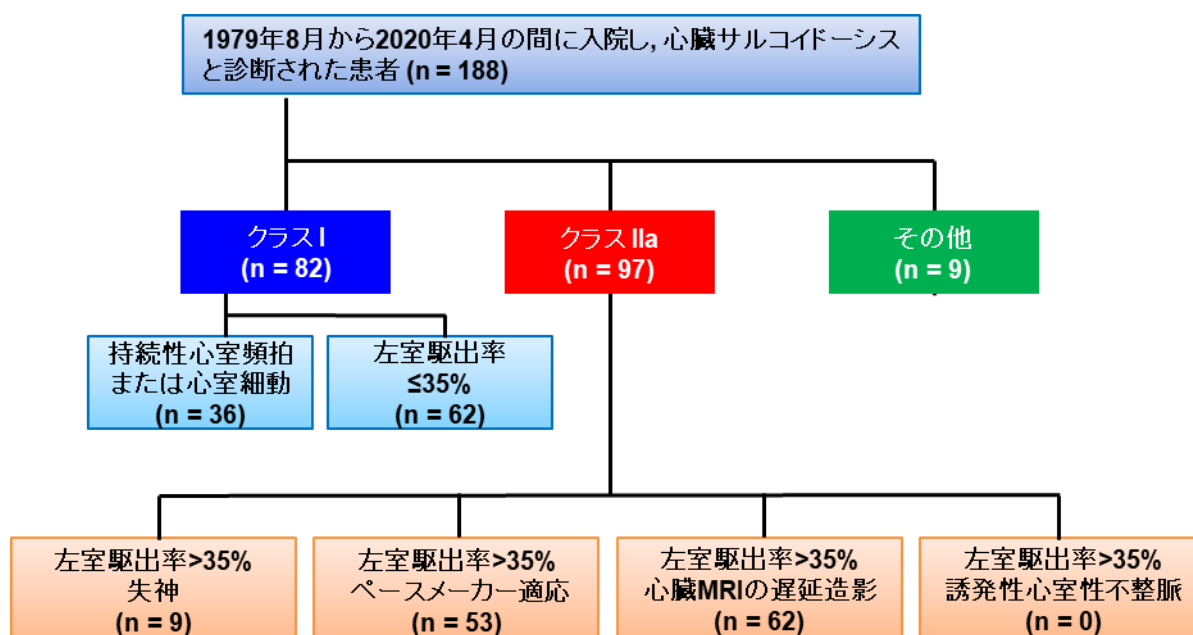 1979年8月から2020年4月の間に入院し, 心臓サルコイドーシス
と診断された患者 (n = 188)
クラス I
(n = 82)
クラス IIa
(n = 97)
その他
(n = 9)
持続性心室頻拍
または心室細動
(n = 36)
左室駆出率
≤35%
(n = 62)
左室駆出率>35%
失神
(n = 9)
左室駆出率>35%
ペースメーカー適応
(n = 53)
左室駆出率>35%
心臓MRIの遅延造影
(n = 62)
左室駆出率>35%
誘発性心室性不整脈
(n = 0)